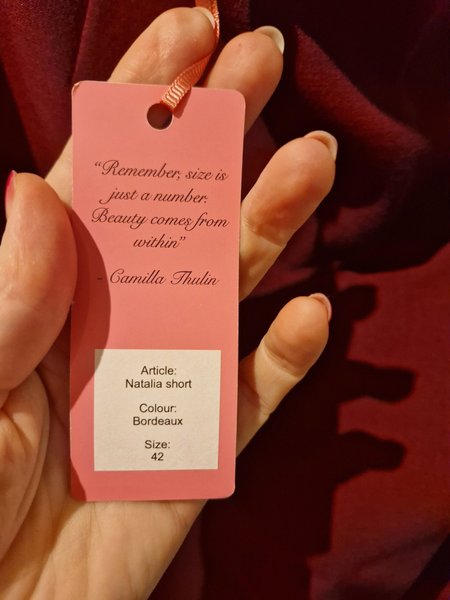 “Remember, size is
just a number.
Beauty comes from
within”
- Camilla Thulin
Article:
Natalia short
Colour:
Bordeaux
Size:
42